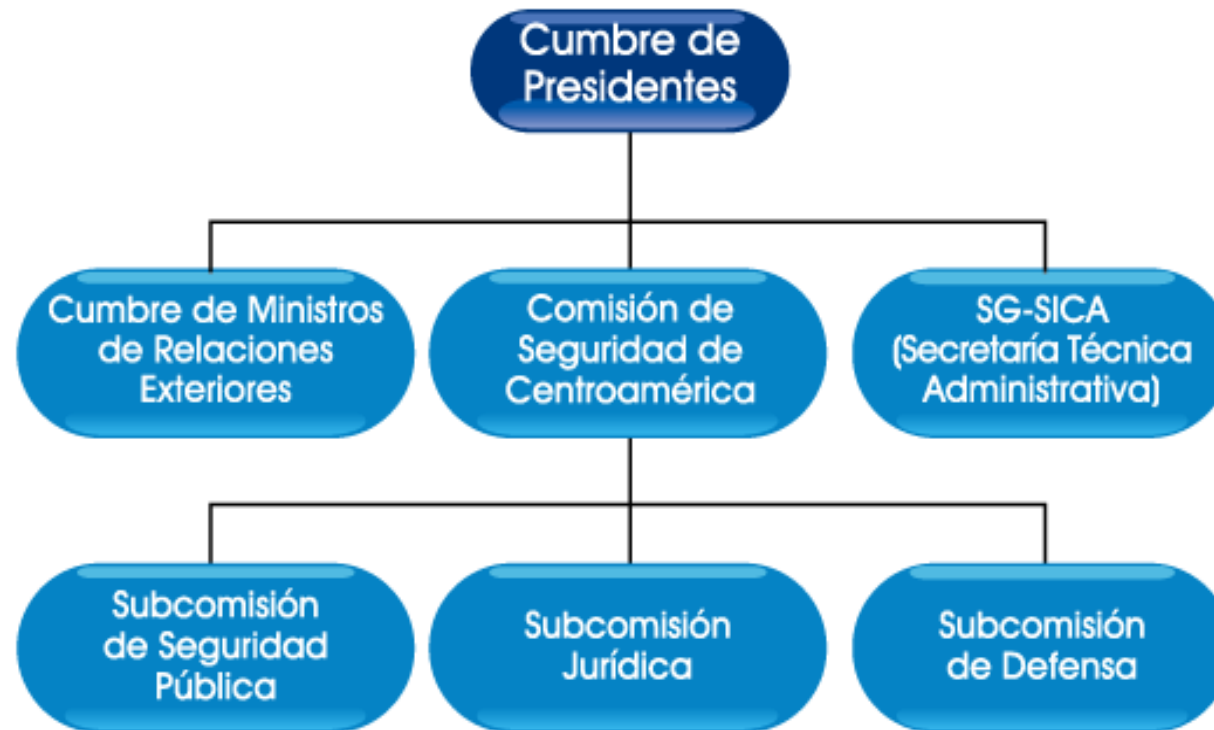 Cumbre de
Presidentes
Cumbre de Ministros
de Relaciones
Exteriores
Comisión de
Seguridad de
Centroamérica
SG-SICA
(Secretaría Técnica
Administrativa)
Subcomisión
de Seguridad
Pública
Subcomisión
Jurídica
Subcomisión
de Defensa